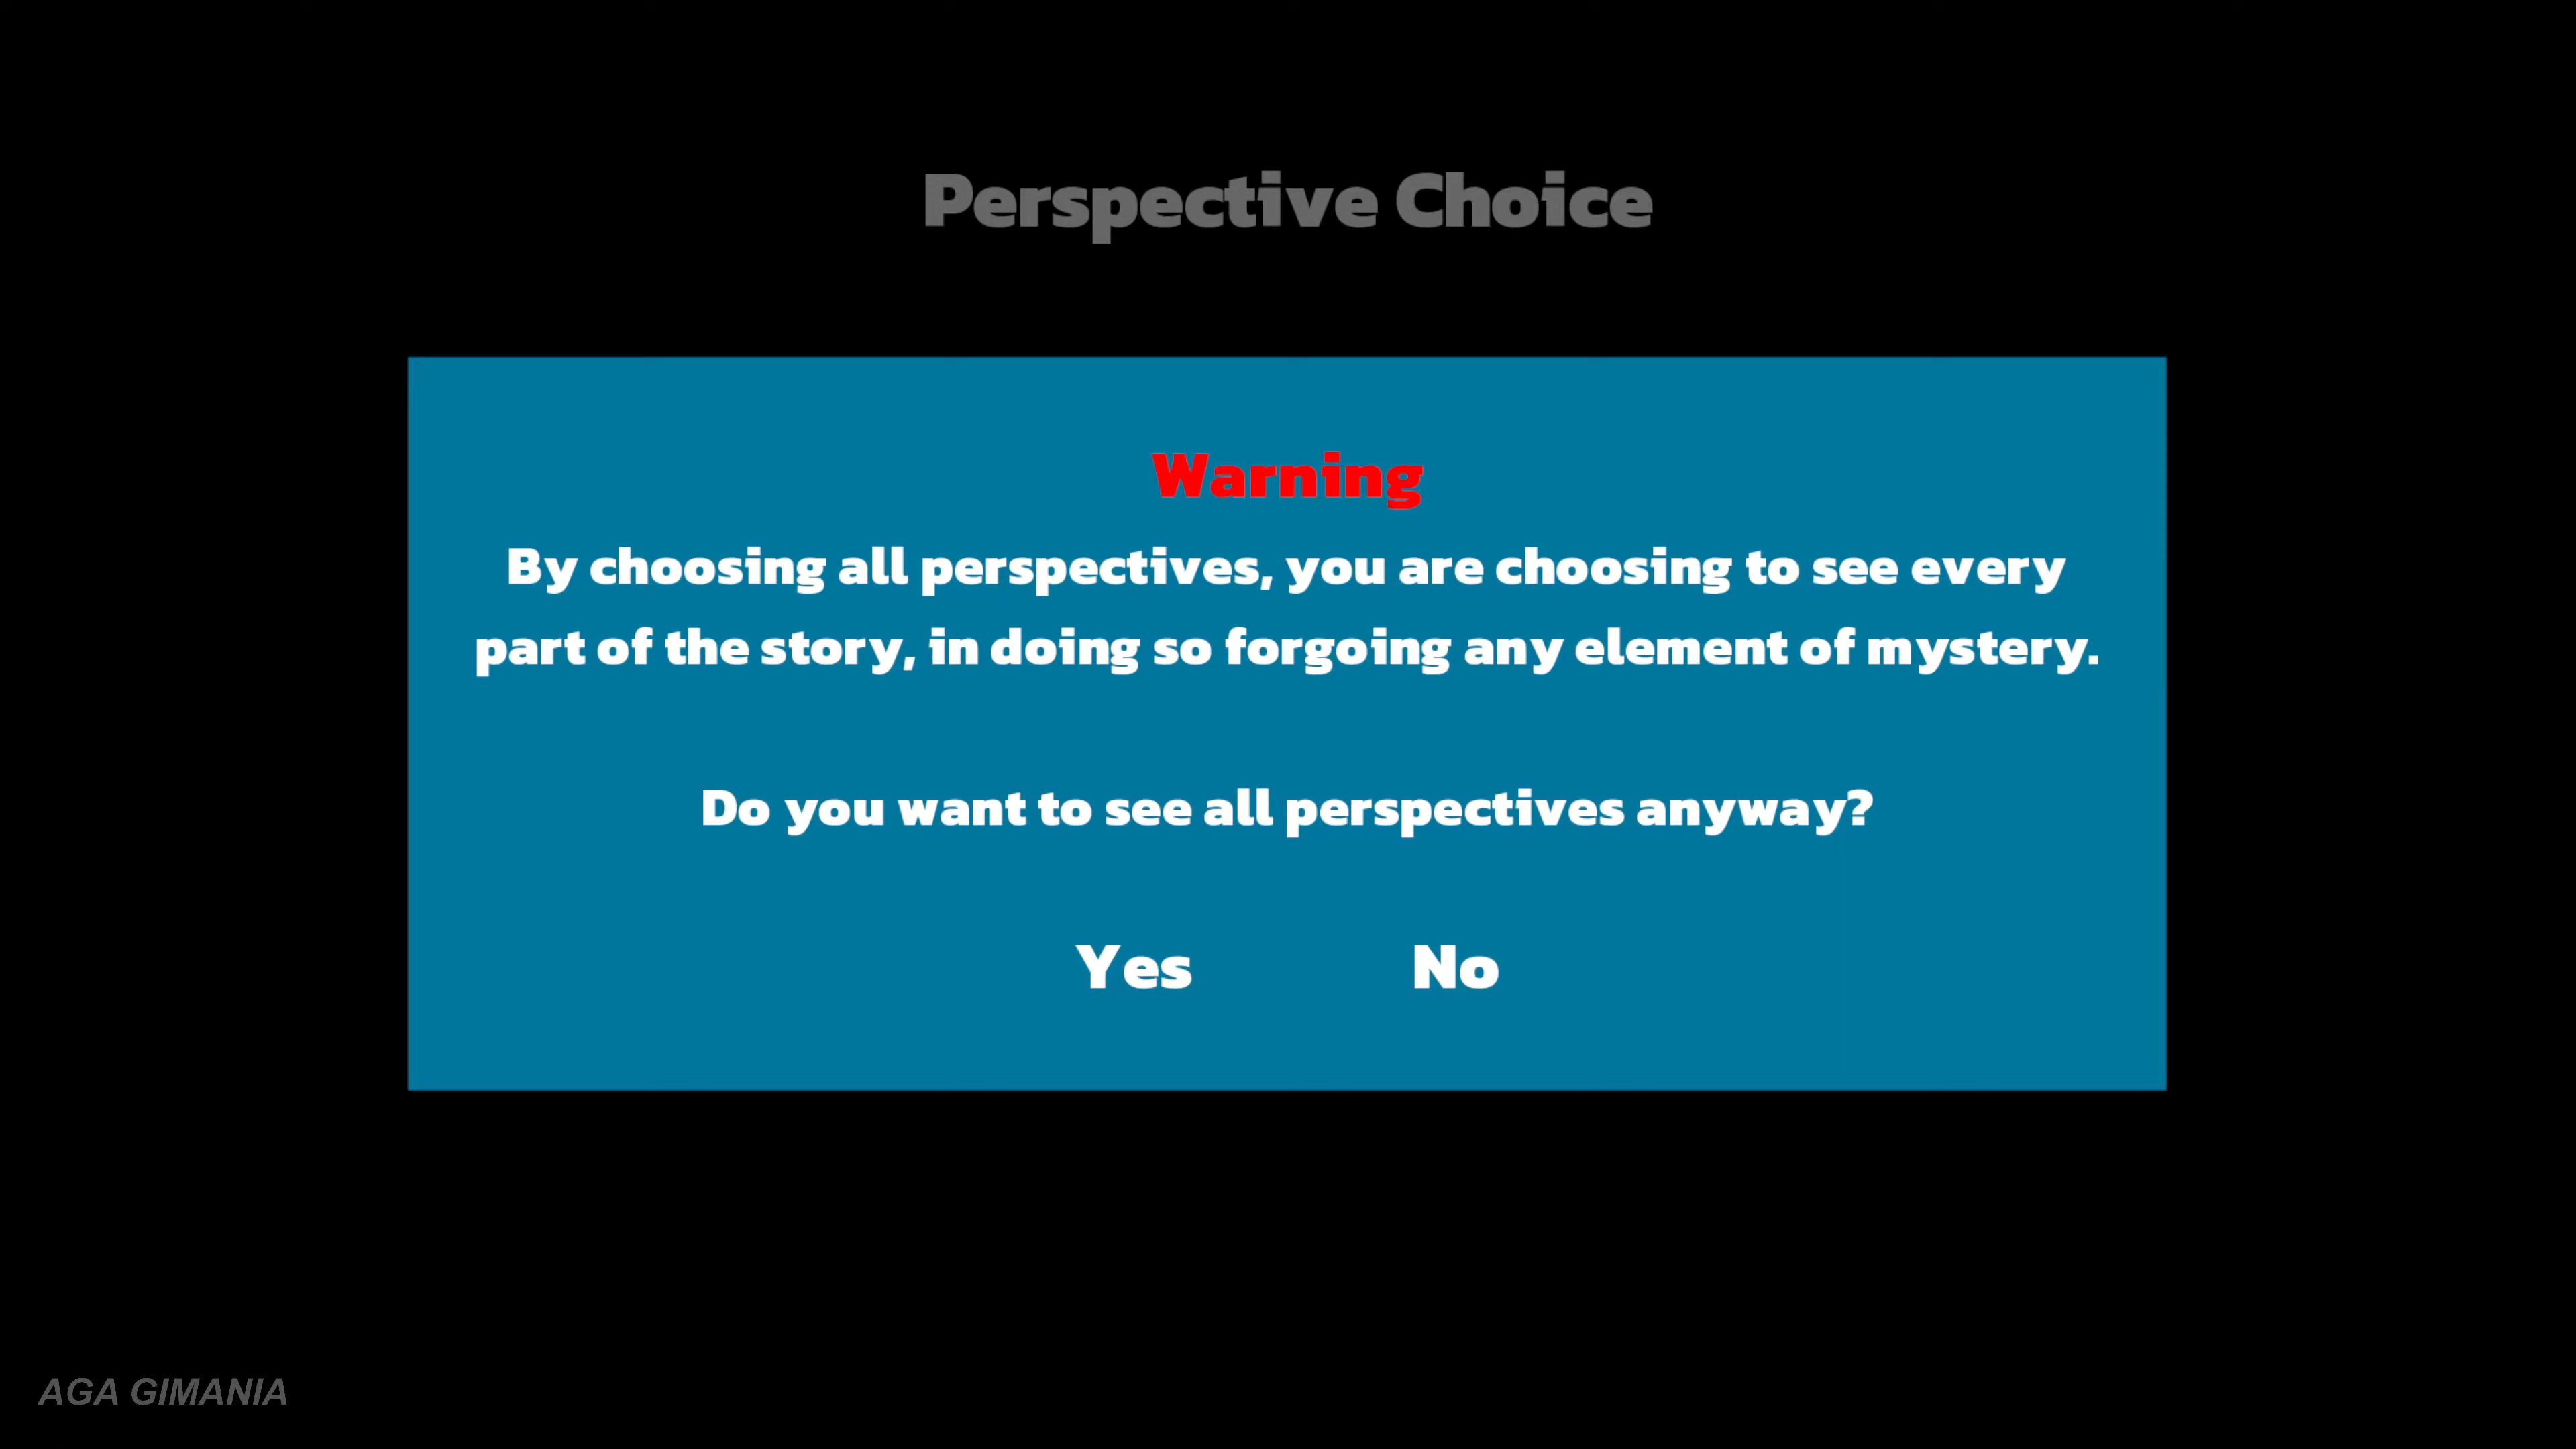 Perspective Choice
Warning
By choosing all perspectives, you are choosing to see every
part of the story, in doing so forgoing any element of mystery.
Do you want to see all perspectives anyway?
Yes No
AGA GIMANIA